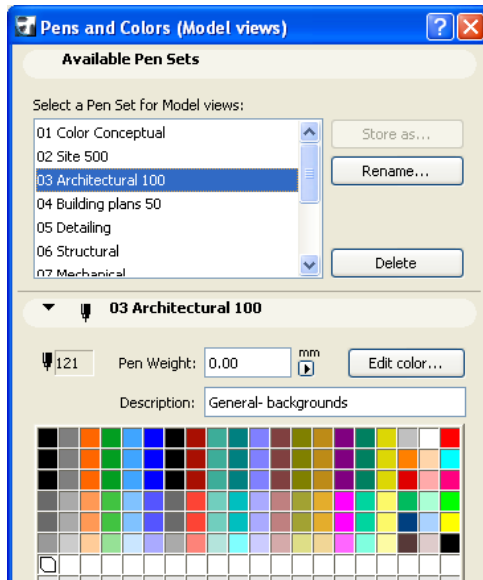 Pens and Colors (Model views)
Available Pen Sets
Select a Pen Set for Model views:
01 Color Conceptual
02 Site 500
03 Architectural 100
04 Building plans 50
05 Detailing
06 Structural
07 Mechanical
Store as...
Rename...
Delete
03 Architectural 100
121 Pen Weight: 0.00 mm Edit color...
Description: General- backgrounds